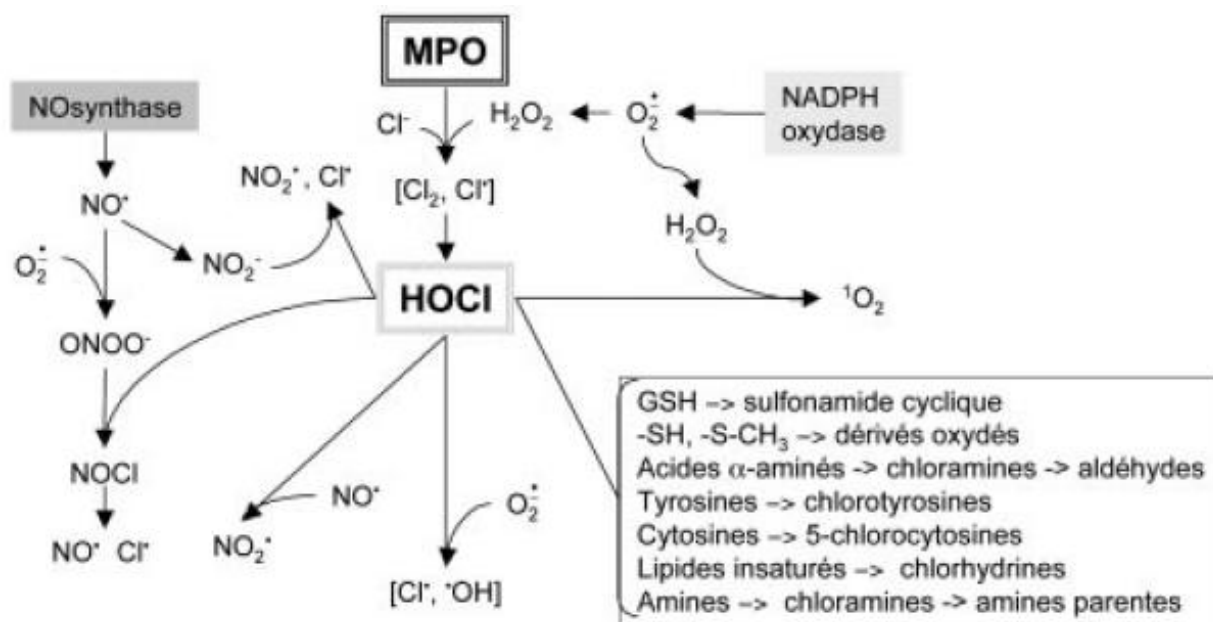 MPO
NOsynthase
NADPH
oxydase
Cl⁻
H₂O₂
O₂•̄
NO₂•, Cl•
[Cl₂, Cl•]
NO•
H₂O₂
O₂•̄
NO₂⁻
HOCl
¹O₂
ONOO⁻
GSH –> sulfonamide cyclique
-SH, -S-CH₃ –> dérivés oxydés
Acides α-aminés -> chloramines -> aldéhydes
Tyrosines –> chlorotyrosines
Cytosines –> 5-chlorocytosines
Lipides insaturés –> chlorhydrines
Amines –> chloramines -> amines parentes
NOCl
NO•
O₂•̄
NO• Cl•
NO₂•
[Cl•, •OH]